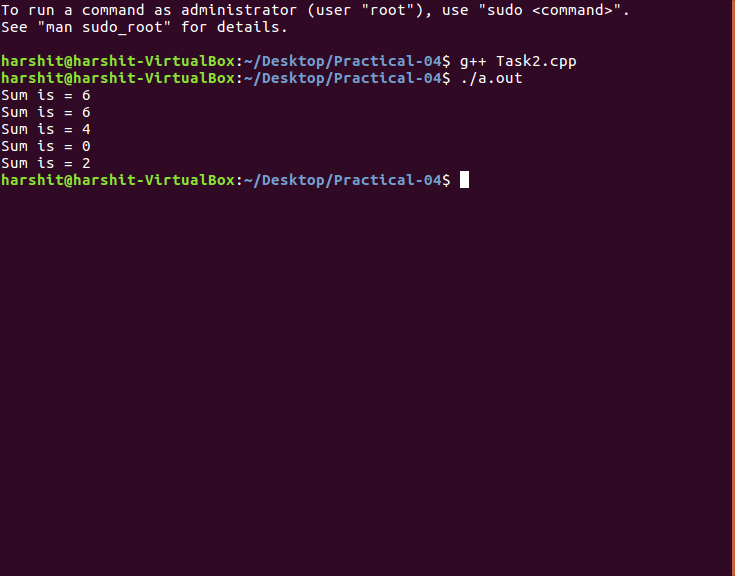 To run a command as administrator (user "root"), use "sudo <command>".
See "man sudo_root" for details.
harshit@harshit-VirtualBox:~/Desktop/Practical-04$ g++ Task2.cpp
harshit@harshit-VirtualBox:~/Desktop/Practical-04$ ./a.out
Sum is = 6
Sum is = 6
Sum is = 4
Sum is = 0
Sum is = 2
harshit@harshit-VirtualBox:~/Desktop/Practical-04$